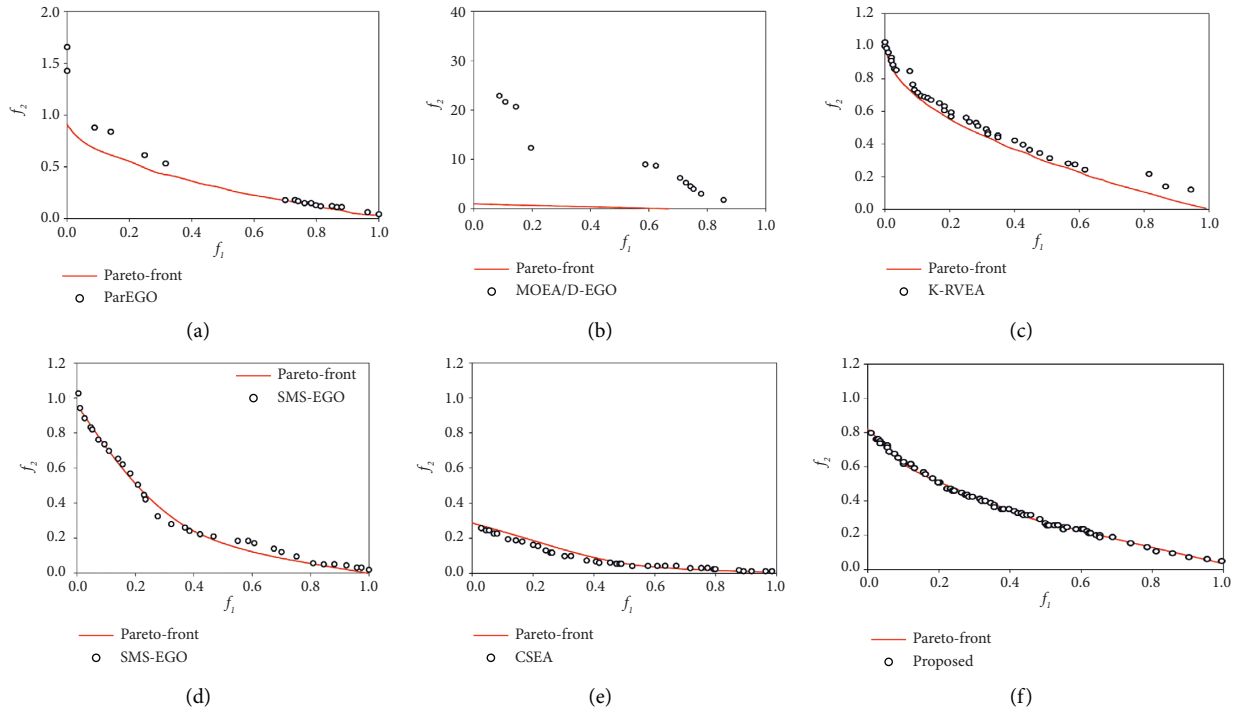 2.0
1.5
1.0
0.5
0.0
f2
0.0 0.2 0.4 0.6 0.8 1.0
f1
Pareto-front
ParEGO
(a)
40
30
20
10
0
f2
0.0 0.2 0.4 0.6 0.8 1.0
f1
Pareto-front
MOEA/D-EGO
(b)
1.2
1.0
0.8
0.6
0.4
0.2
0.0
f2
0.0 0.2 0.4 0.6 0.8 1.0
f1
Pareto-front
K-RVEA
(c)
1.2
1.0
0.8
0.6
0.4
0.2
0.0
f2
Pareto-front
SMS-EGO
0.0 0.2 0.4 0.6 0.8 1.0
f1
Pareto-front
SMS-EGO
(d)
1.2
1.0
0.8
0.6
0.4
0.2
0.0
f2
0.0 0.2 0.4 0.6 0.8 1.0
f1
Pareto-front
CSEA
(e)
1.2
1.0
0.8
0.6
0.4
0.2
0.0
f2
0.0 0.2 0.4 0.6 0.8 1.0
f1
Pareto-front
Proposed
(f)